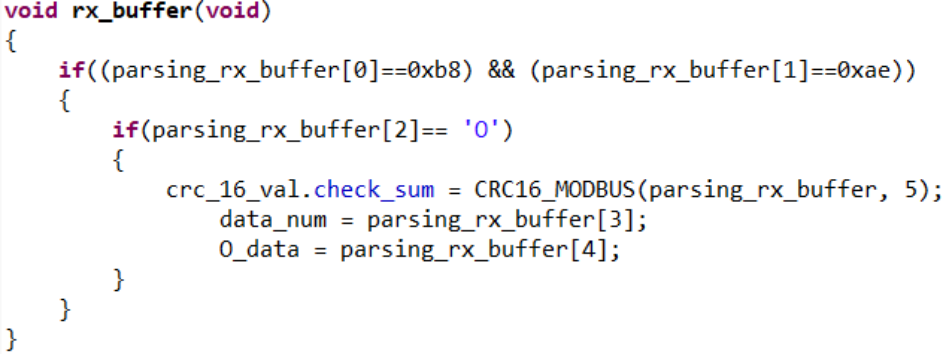 void rx_buffer(void)
{
    if((parsing_rx_buffer[0]==0xb8) && (parsing_rx_buffer[1]==0xae))
    {
        if(parsing_rx_buffer[2]== 'O')
        {
            crc_16_val.check_sum = CRC16_MODBUS(parsing_rx_buffer, 5);
                data_num = parsing_rx_buffer[3];
                O_data = parsing_rx_buffer[4];
        }
    }
}